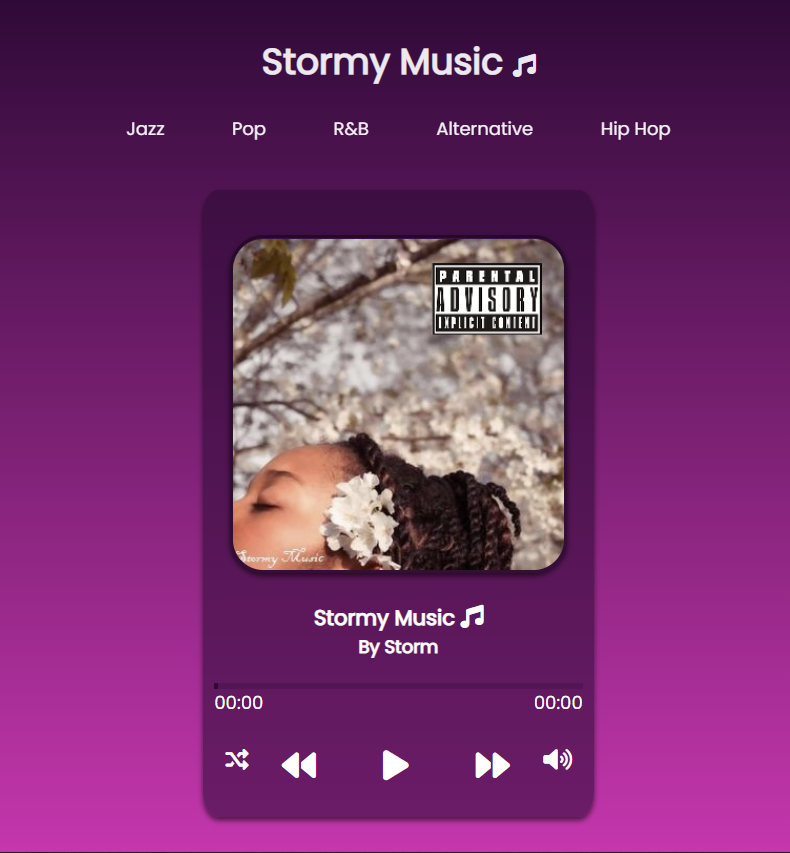 Stormy Music
Jazz Pop R&B Alternative Hip Hop
PARENTAL
ADVISORY
EXPLICIT CONTENT
Stormy Music
Stormy Music
By Storm
00:00 00:00